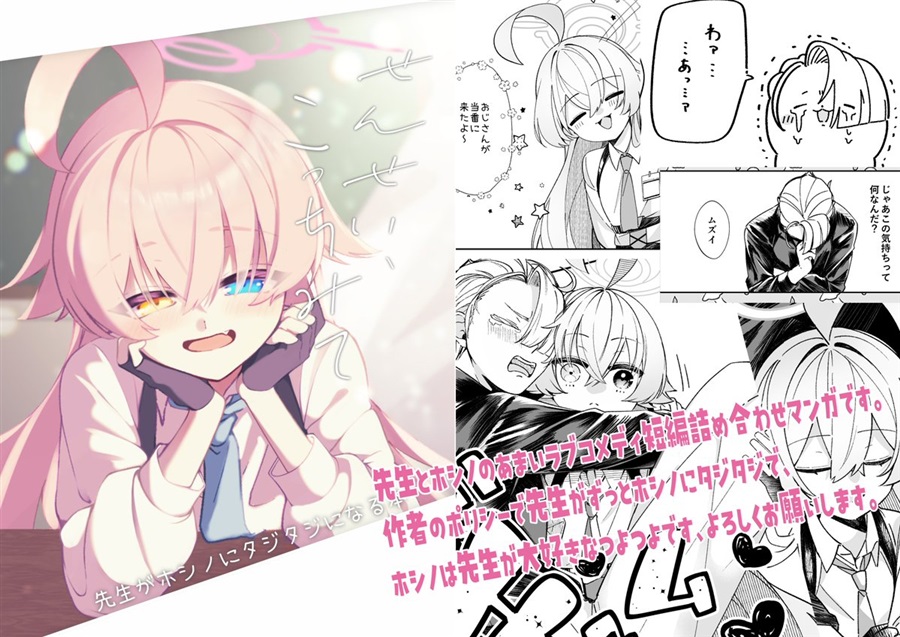 せんせい、
こっちみて
先生がホシノにタジタジになる
おじさんが
当番に
来たよ～
わ？…
…あっ…？
じゃあこの気持ちって
何なんだ？
ムズイ
先生とホシノのあまいラブコメディ短編詰め合わせマンガです。
作者のポリシーで先生がずっとホシノにタジタジで、
ホシノは先生が大好きなつよつよです、よろしくお願いします。